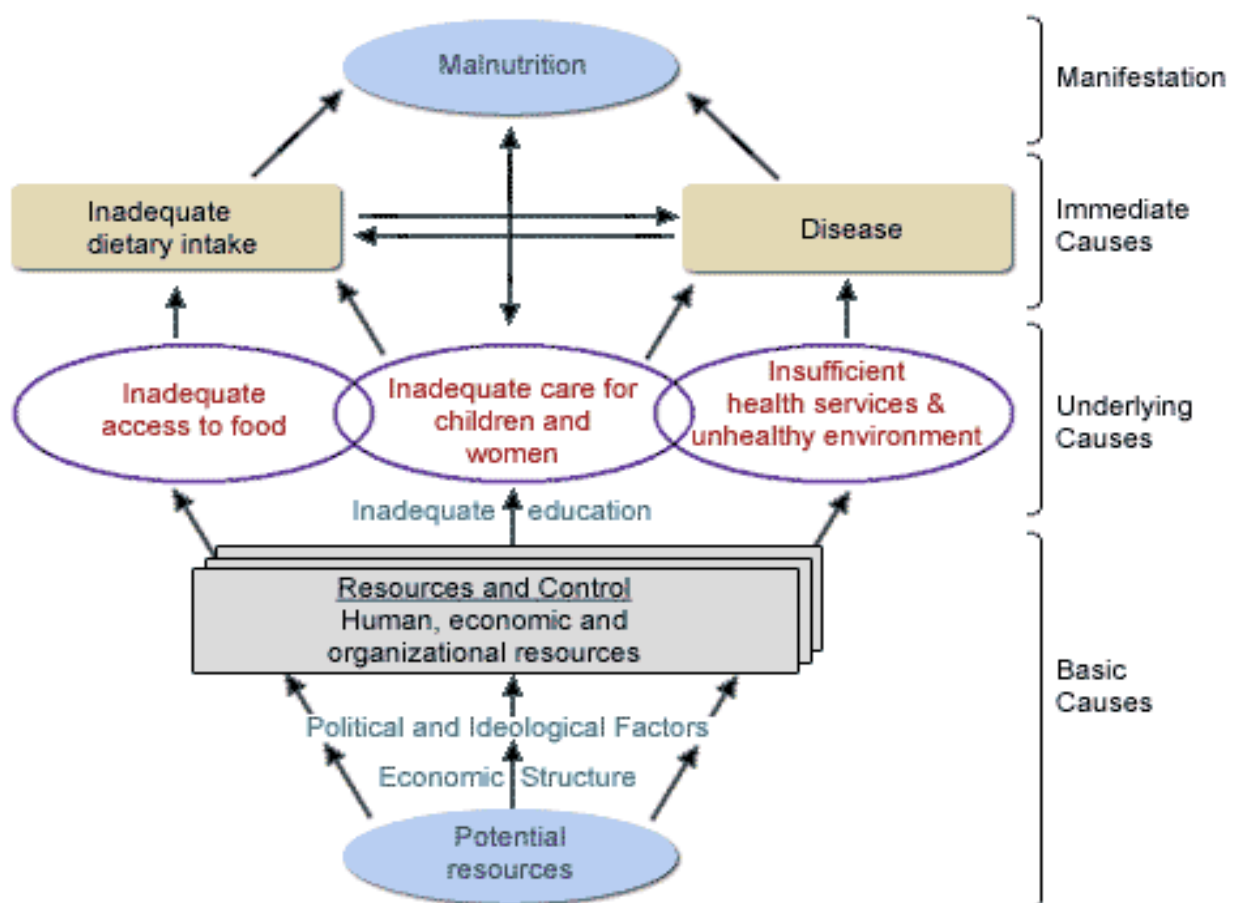 Malnutrition
Manifestation
Inadequate
dietary intake
Disease
Immediate
Causes
Inadequate
access to food
Inadequate care for
children and
women
Insufficient
health services &
unhealthy environment
Underlying
Causes
Inadequate education
Resources and Control
Human, economic and
organizational resources
Basic
Causes
Political and Ideological Factors
Economic Structure
Potential
resources